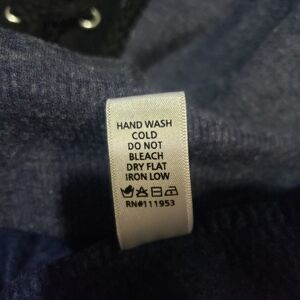 HAND WASH
COLD
DO NOT
BLEACH
DRY FLAT
IRON LOW
RN#111953